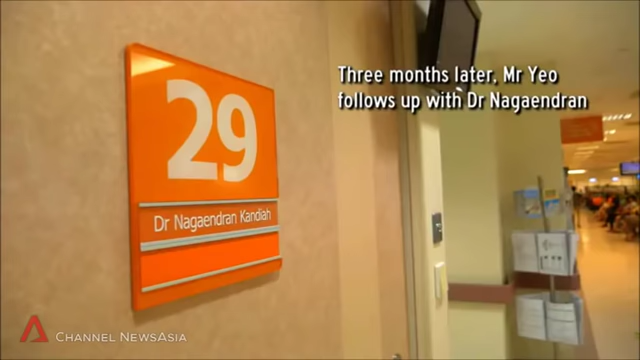 Three months later, Mr Yeo
follows up with Dr Nagaendran
29
Dr Nagaendran Kandiah
CHANNEL NEWSASIA